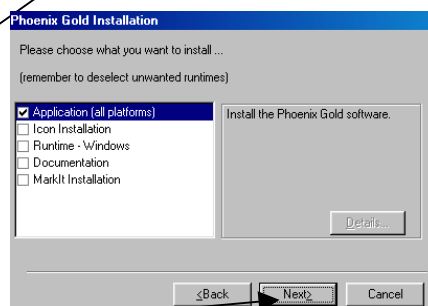 Phoenix Gold Installation
Please choose what you want to install ...
(remember to deselect unwanted runtimes)
Application (all platforms)
Icon Installation
Runtime - Windows
Documentation
MarkIt Installation
Install the Phoenix Gold software.
Details...
<Back
Next>
Cancel